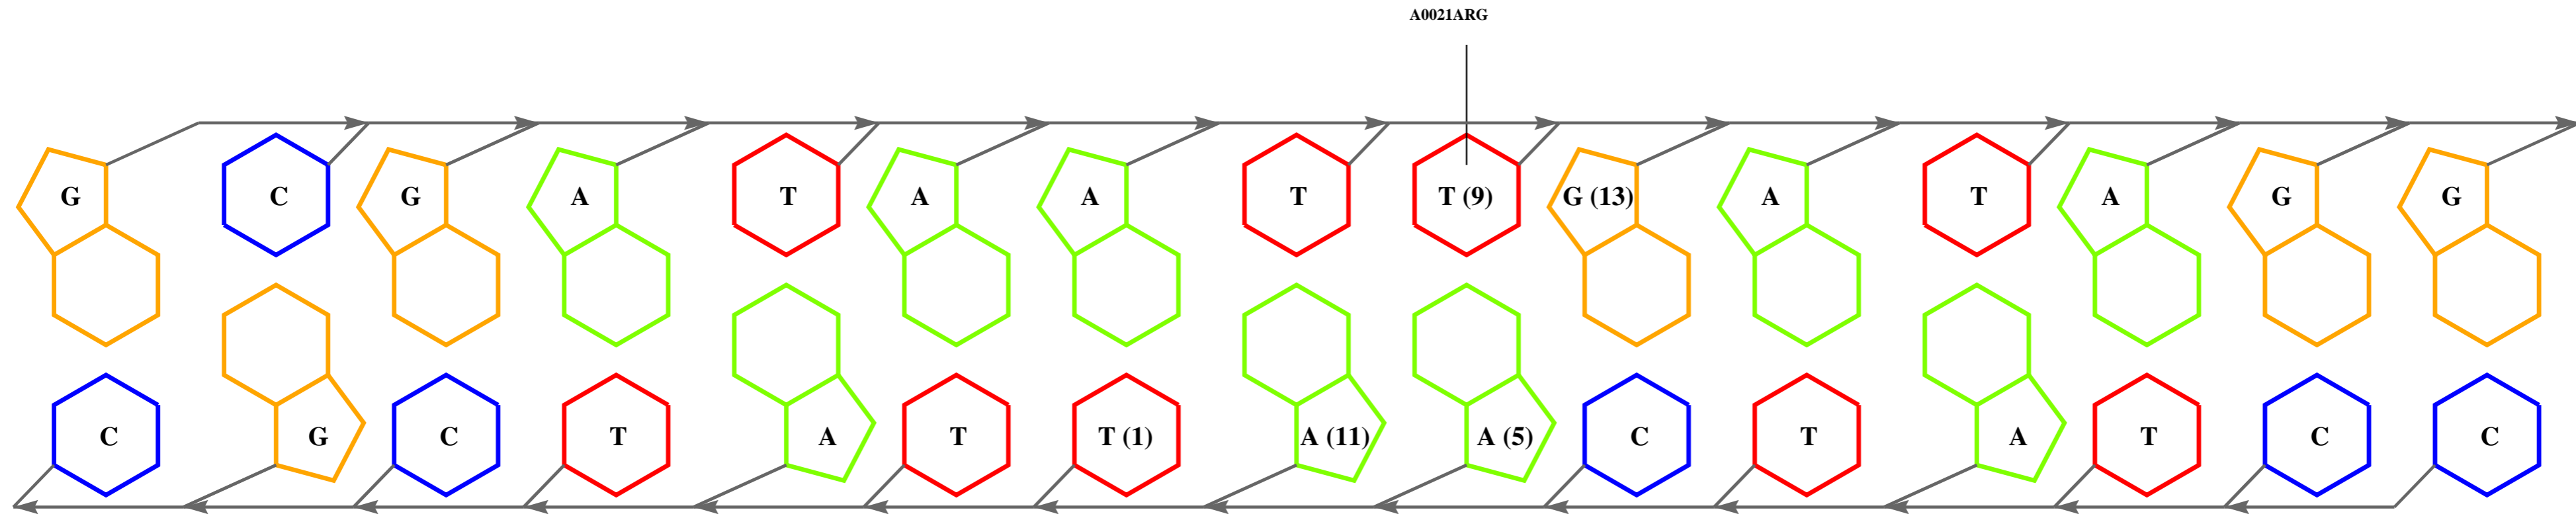 A0021ARG
G C G A T A A T T (9) G (13) A T A G G
C G C T A T T (1) A (11) A (5) C T A T C C